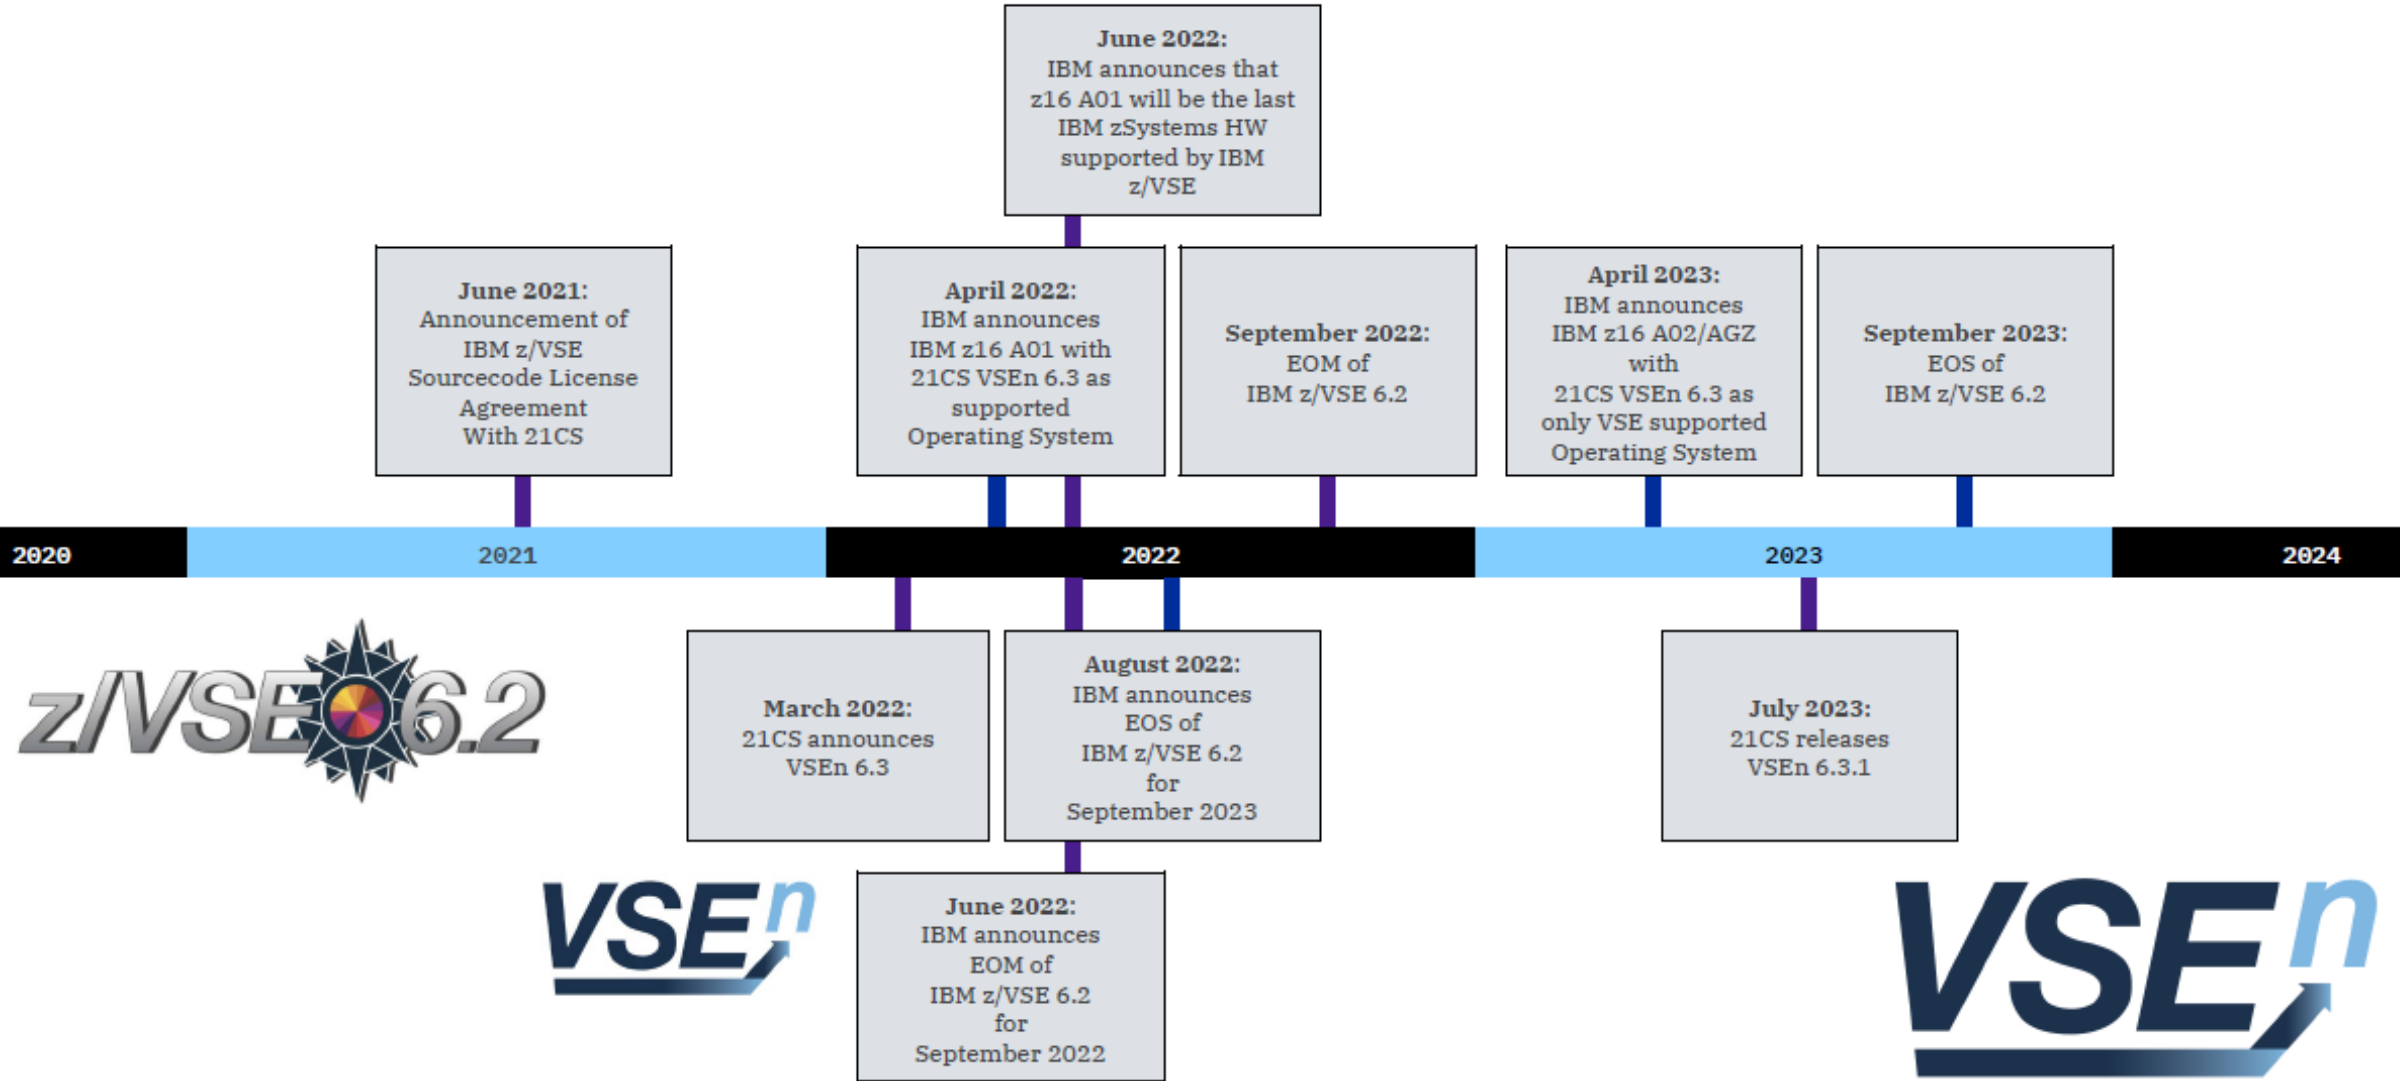 June 2022:
IBM announces that
z16 A01 will be the last
IBM zSystems HW
supported by IBM
z/VSE
June 2021:
Announcement of
IBM z/VSE
Sourcecode License
Agreement
With 21CS
April 2022:
IBM announces
IBM z16 A01 with
21CS VSEn 6.3 as
supported
Operating System
September 2022:
EOM of
IBM z/VSE 6.2
April 2023:
IBM announces
IBM z16 A02/AGZ
with
21CS VSEn 6.3 as
only VSE supported
Operating System
September 2023:
EOS of
IBM z/VSE 6.2
2020
2021
2022
2023
2024
z/VSE 6.2
March 2022:
21CS announces
VSEn 6.3
August 2022:
IBM announces
EOS of
IBM z/VSE 6.2
for
September 2023
July 2023:
21CS releases
VSEn 6.3.1
VSEn
June 2022:
IBM announces
EOM of
IBM z/VSE 6.2
for
September 2022
VSEn